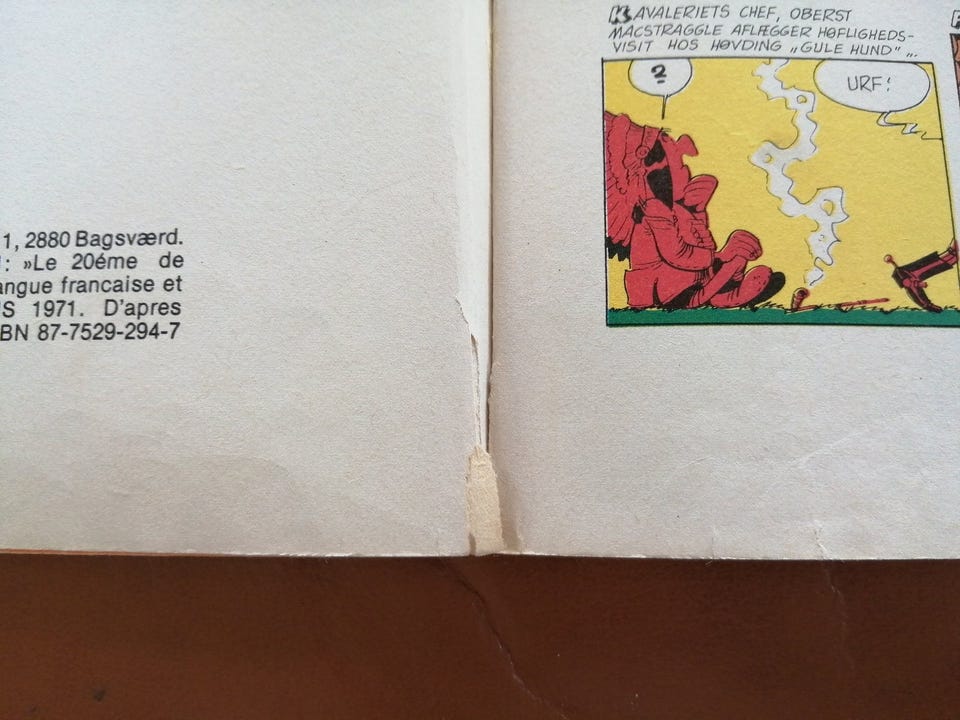 1, 2880 Bagsværd.
: »Le 20éme de
angue francaise et
S 1971. D'apres
BN 87-7529-294-7
KAVALERIETS CHEF, OBERST
MACSTRAGGLE AFLÆGGER HØFLIGHEDS-
VISIT HOS HØVDING „GULE HUND" ...
?
URF!